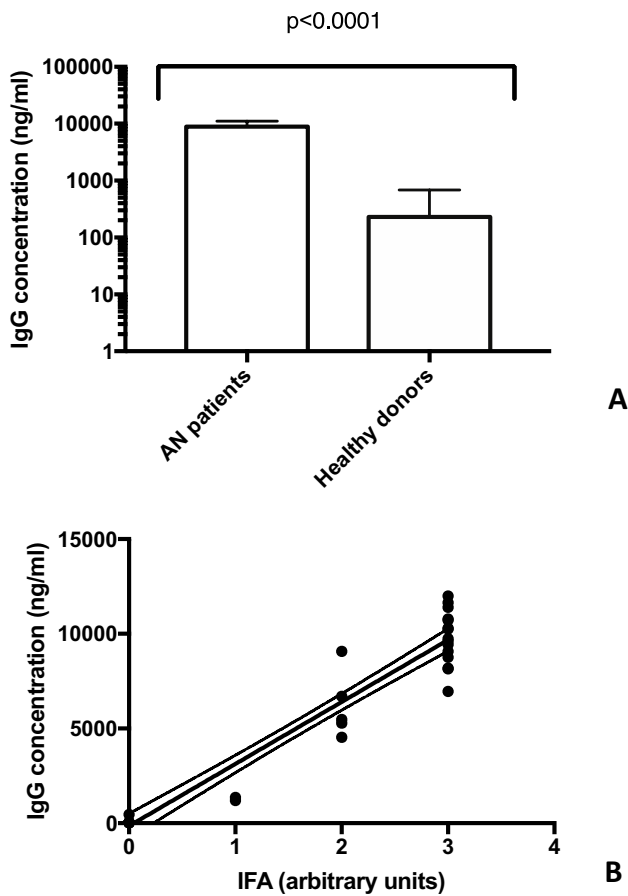 p<0.0001
IgG concentration (ng/ml)
100000
10000
1000
100
10
1
AN patients
Healthy donors
A
IgG concentration (ng/ml)
15000
10000
5000
0
0 1 2 3 4
IFA (arbitrary units)
B